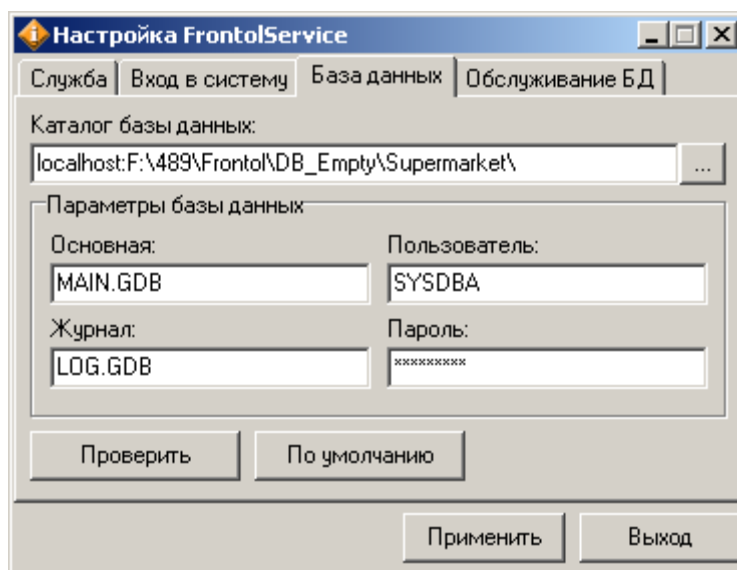 Настройка FrontolService
Служба Вход в систему База данных Обслуживание БД
Каталог базы данных:
localhost:F:\489\Frontol\DB_Empty\Supermarket\ ...
Параметры базы данных
Основная: Пользователь:
MAIN.GDB SYSDBA
Журнал: Пароль:
LOG.GDB *********
Проверить По умолчанию
Применить Выход